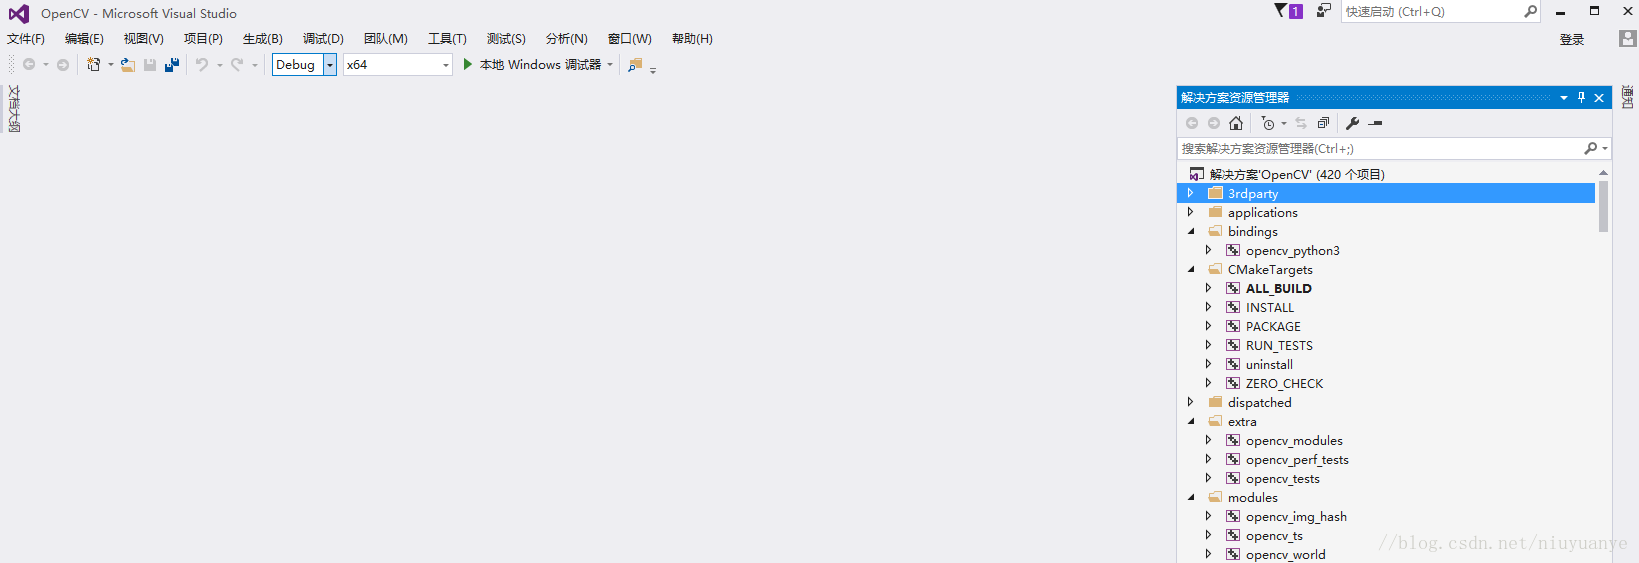 OpenCV - Microsoft Visual Studio
1
快速启动 (Ctrl+Q)
文件(F) 编辑(E) 视图(V) 项目(P) 生成(B) 调试(D) 团队(M) 工具(T) 测试(S) 分析(N) 窗口(W) 帮助(H)
登录
Debug x64 本地 Windows 调试器
文档大纲
解决方案资源管理器
通知
搜索解决方案资源管理器(Ctrl+;)
解决方案'OpenCV' (420 个项目)
3rdparty
applications
bindings
opencv_python3
CMakeTargets
ALL_BUILD
INSTALL
PACKAGE
RUN_TESTS
uninstall
ZERO_CHECK
dispatched
extra
opencv_modules
opencv_perf_tests
opencv_tests
modules
opencv_img_hash
opencv_ts
opencv_world
//blog.csdn.net/niuyuanye